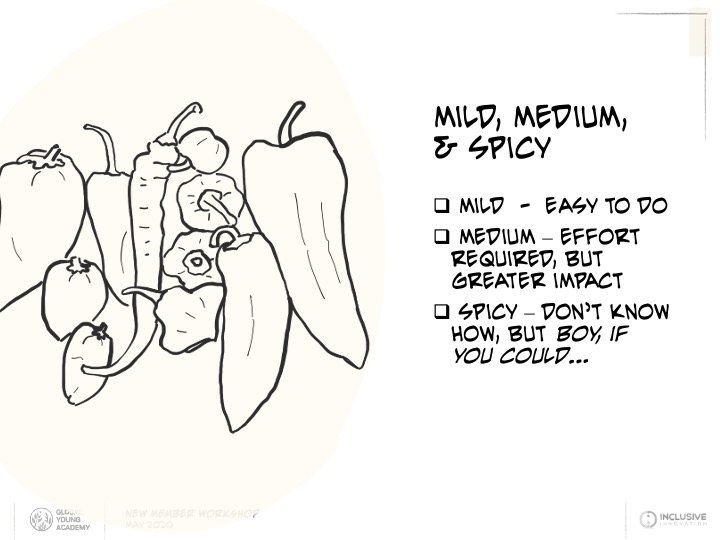 MILD, MEDIUM,
& SPICY
❑ MILD - EASY TO DO
❑ MEDIUM – EFFORT
REQUIRED, BUT
GREATER IMPACT
❑ SPICY – DON'T KNOW
HOW, BUT BOY, IF
YOU COULD...
GLOBAL
YOUNG
ACADEMY
NEW MEMBER WORKSHOP
MAY 2020
INCLUSIVE
INNOVATION